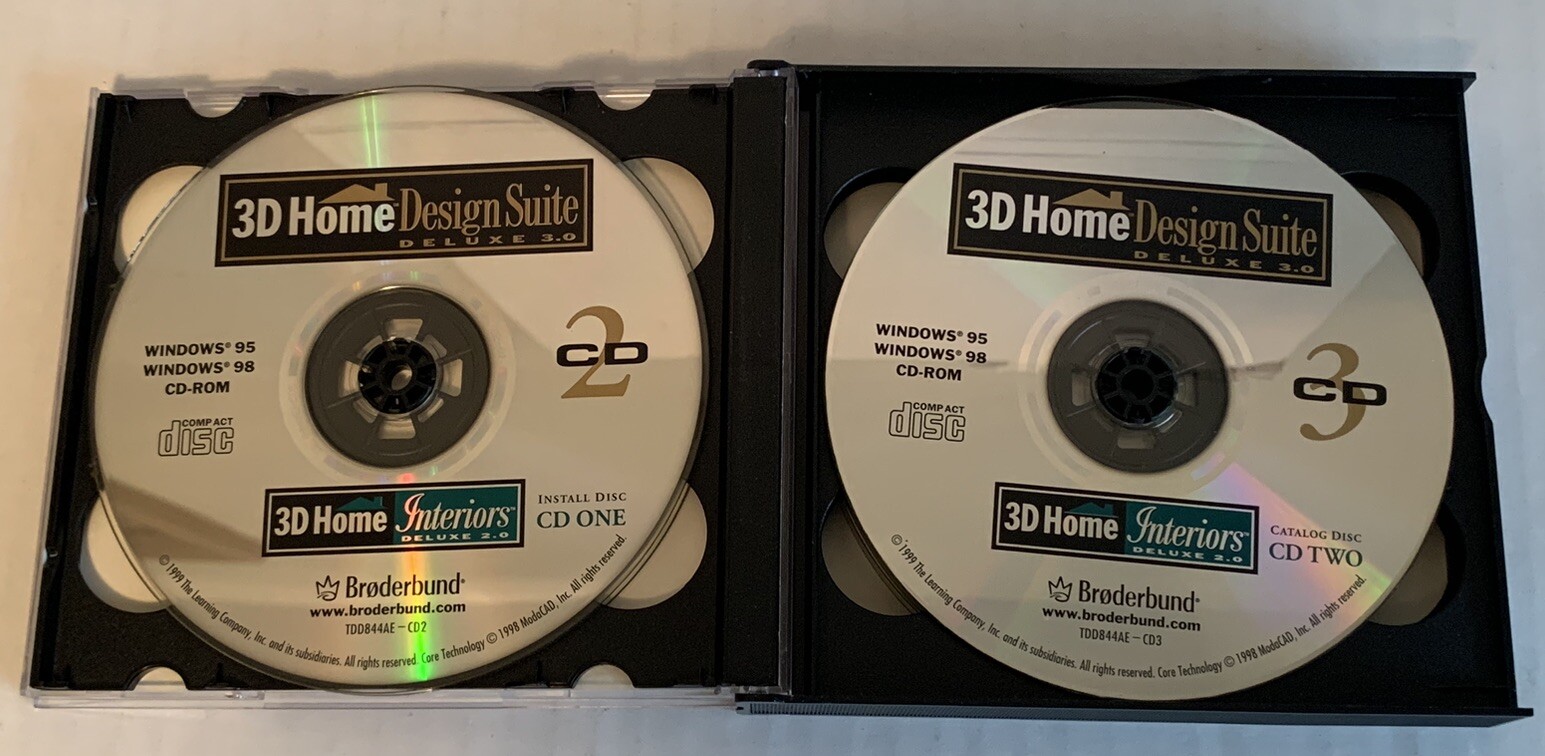 3D Home™ Design Suite
DELUXE 3.0
WINDOWS® 95
WINDOWS® 98
CD-ROM
COMPACT
disc
2
CD
3D Home Interiors™
DELUXE 2.0
INSTALL DISC
CD ONE
Brøderbund®
www.broderbund.com
TDD844AE – CD2
© 1999 The Learning Company, Inc. and its subsidiaries. All rights reserved. Core Technology © 1998 ModaCAD, Inc. All rights reserved.
3D Home™ Design Suite
DELUXE 3.0
WINDOWS® 95
WINDOWS® 98
CD-ROM
COMPACT
disc
3
CD
3D Home Interiors™
DELUXE 2.0
CATALOG DISC
CD TWO
Brøderbund®
www.broderbund.com
TDD844AE – CD3
© 1999 The Learning Company, Inc. and its subsidiaries. All rights reserved. Core Technology © 1998 ModaCAD, Inc. All rights reserved.